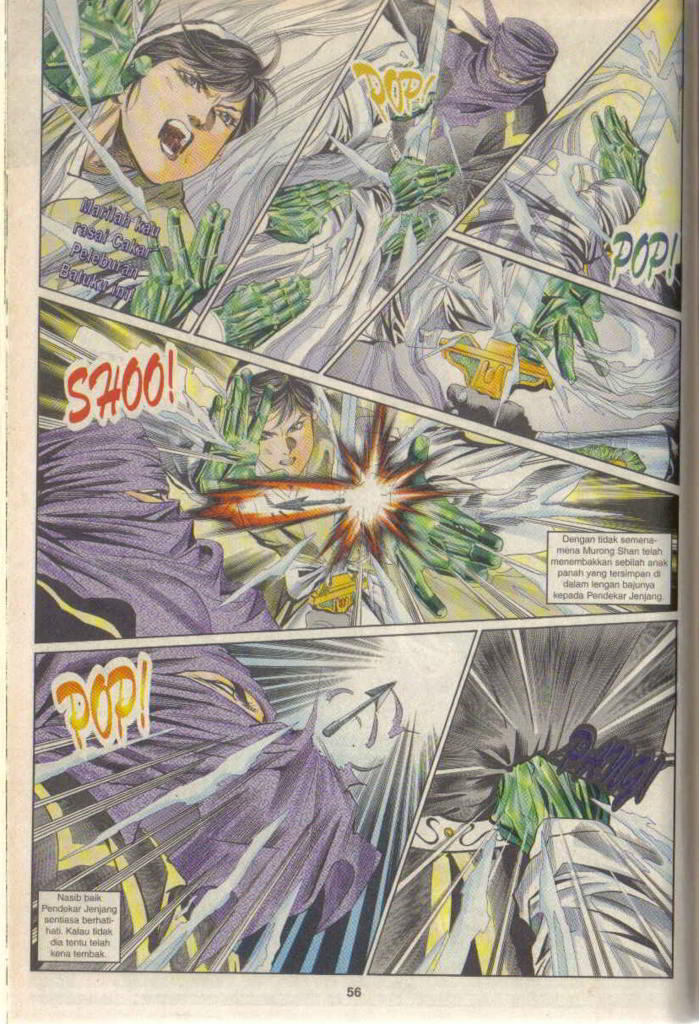 POP!
Marilah kau
rasai Cakar
Peleburan
Batuku ini
POP!
SHOO!
Dengan tidak semena-
mena Murong Shan telah
menembakkan sebilah anak
panah yang tersimpan di
dalam lengan bajunya
kepada Pendekar Jenjang.
POP!
PANG!
Nasib baik
Pendekar Jenjang
sentiasa berhati-
hati. Kalau tidak
dia tentu telah
kena tembak.
56